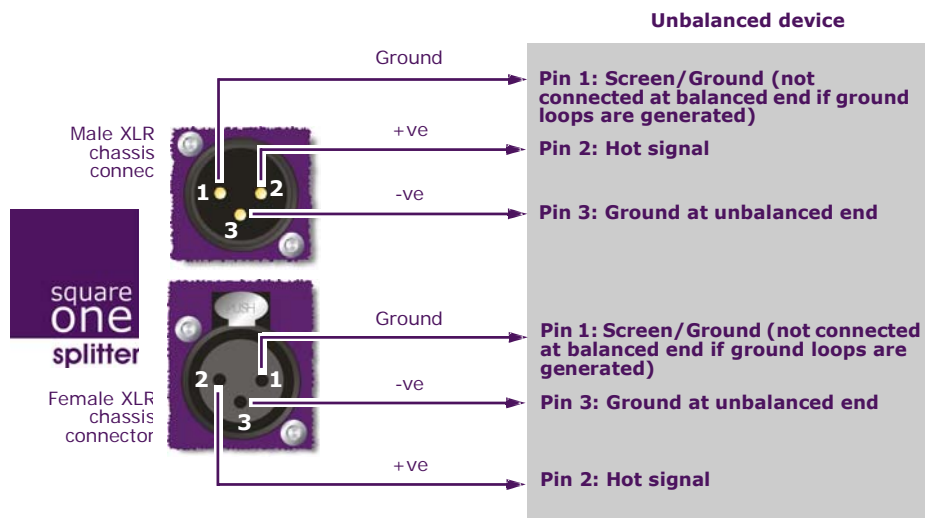 Unbalanced device
Ground
Pin 1: Screen/Ground (not
connected at balanced end if ground
loops are generated)
Male XLR
chassis
connec
+ve
Pin 2: Hot signal
1
2
-ve
3
Pin 3: Ground at unbalanced end
square
one
splitter
PUSH
Ground
Pin 1: Screen/Ground (not connected
at balanced end if ground loops are
generated)
2
1
-ve
Pin 3: Ground at unbalanced end
3
Female XLR
chassis
connector
+ve
Pin 2: Hot signal